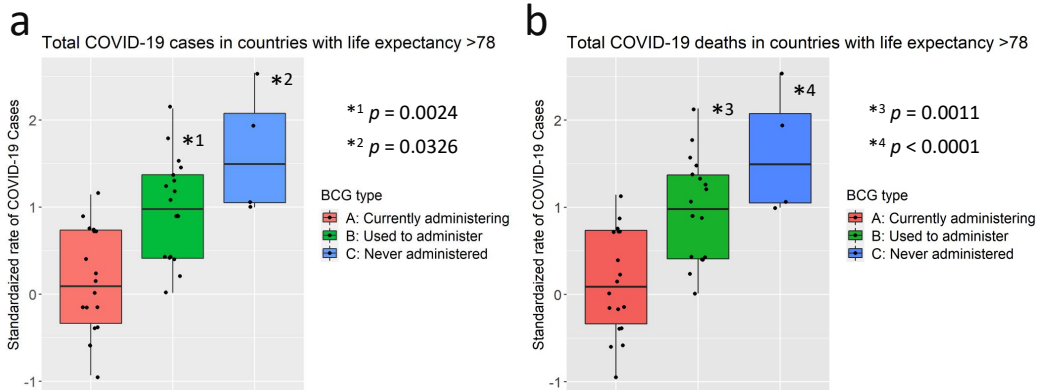 a
Total COVID-19 cases in countries with life expectancy >78
Standardaized rate of COVID-19 Cases
2
1
0
-1
*1
*2
*1 p = 0.0024
*2 p = 0.0326
BCG type
A: Currently administering
B: Used to administer
C: Never administered
b
Total COVID-19 deaths in countries with life expectancy >78
Standardaized rate of COVID-19 Cases
2
1
0
-1
*3
*4
*3 p = 0.0011
*4 p < 0.0001
BCG type
A: Currently administering
B: Used to administer
C: Never administered